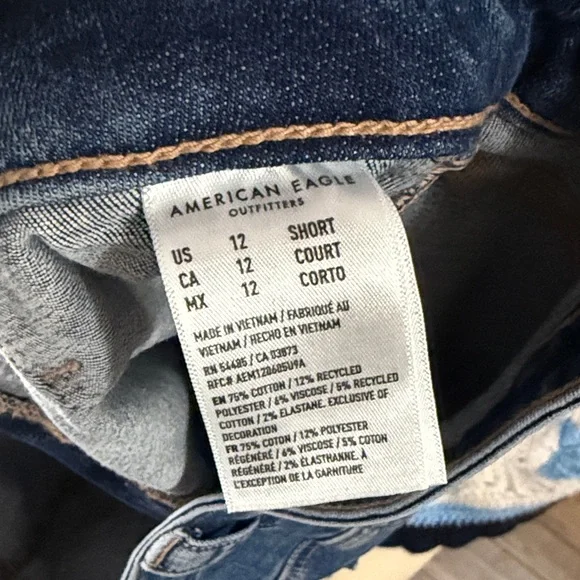 AMERICAN EAGLE
OUTFITTERS
US 12 SHORT
CA 12 COURT
MX 12 CORTO
MADE IN VIETNAM / FABRIQUÉ AU
VIETNAM / HECHO EN VIETNAM
RN 54485 / CA 03873
RFC# AEM120605U9A
EN 75% COTTON / 12% RECYCLED
POLYESTER / 6% VISCOSE / 5% RECYCLED
COTTON / 2% ELASTANE. EXCLUSIVE OF
DECORATION
FR 75% COTON / 12% POLYESTER
RÉGÉNÉRÉ / 6% VISCOSE / 5% COTON
RÉGÉNÉRÉ / 2% ÉLASTHANNE. À
L'EXCEPTION DE LA GARNITURE